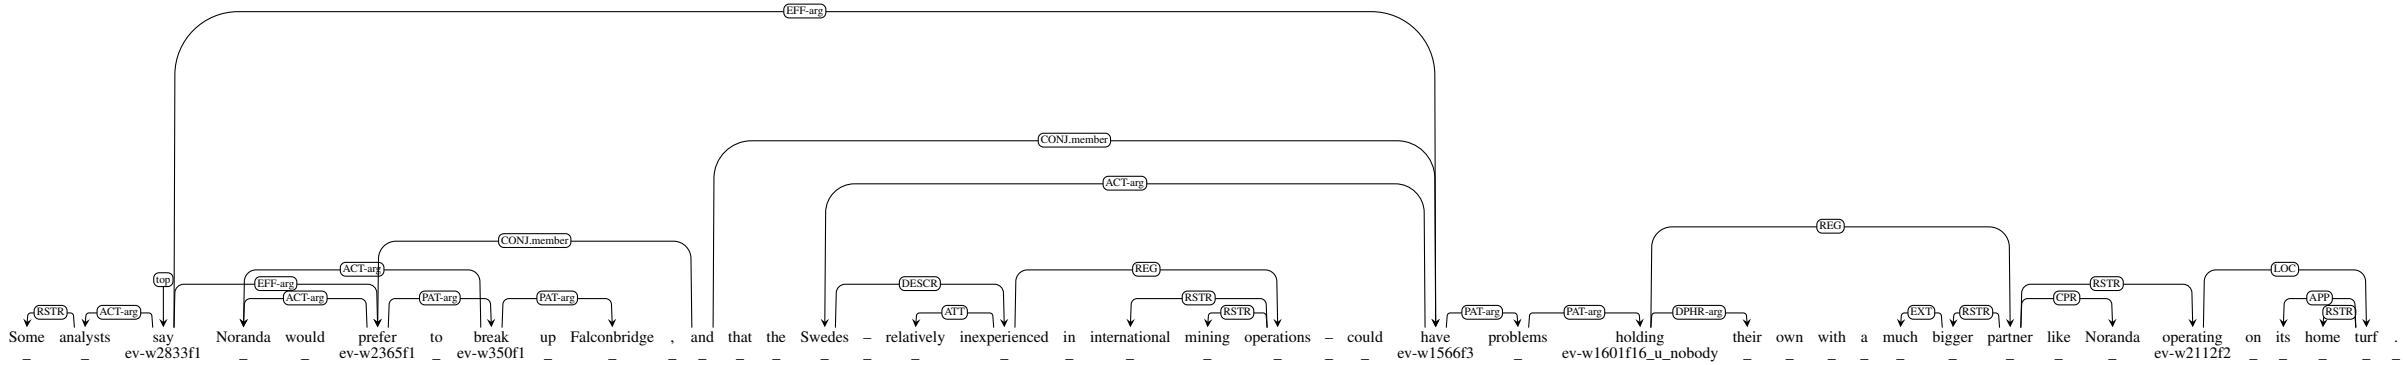 EFF-arg
CONJ.member
ACT-arg
REG
CONJ.member
ACT-arg REG LOC
top EFF-arg DESCR RSTR
ACT-arg PAT-arg PAT-arg RSTR CPR APP
RSTR ACT-arg ATT RSTR PAT-arg PAT-arg DPHR-arg EXT RSTR RSTR
Some analysts say Noranda would prefer to break up Falconbridge , and that the Swedes – relatively inexperienced in international mining operations – could have problems holding their own with a much bigger partner like Noranda operating on its home turf .
_ _ ev-w2833f1 _ _ ev-w2365f1 _ ev-w350f1 _ _ _ _ _ _ _ _ _ _ _ _ _ _ _ _ ev-w1566f3 _ ev-w1601f16_u_nobody _ _ _ _ _ _ _ _ _ ev-w2112f2 _ _ _ _ _